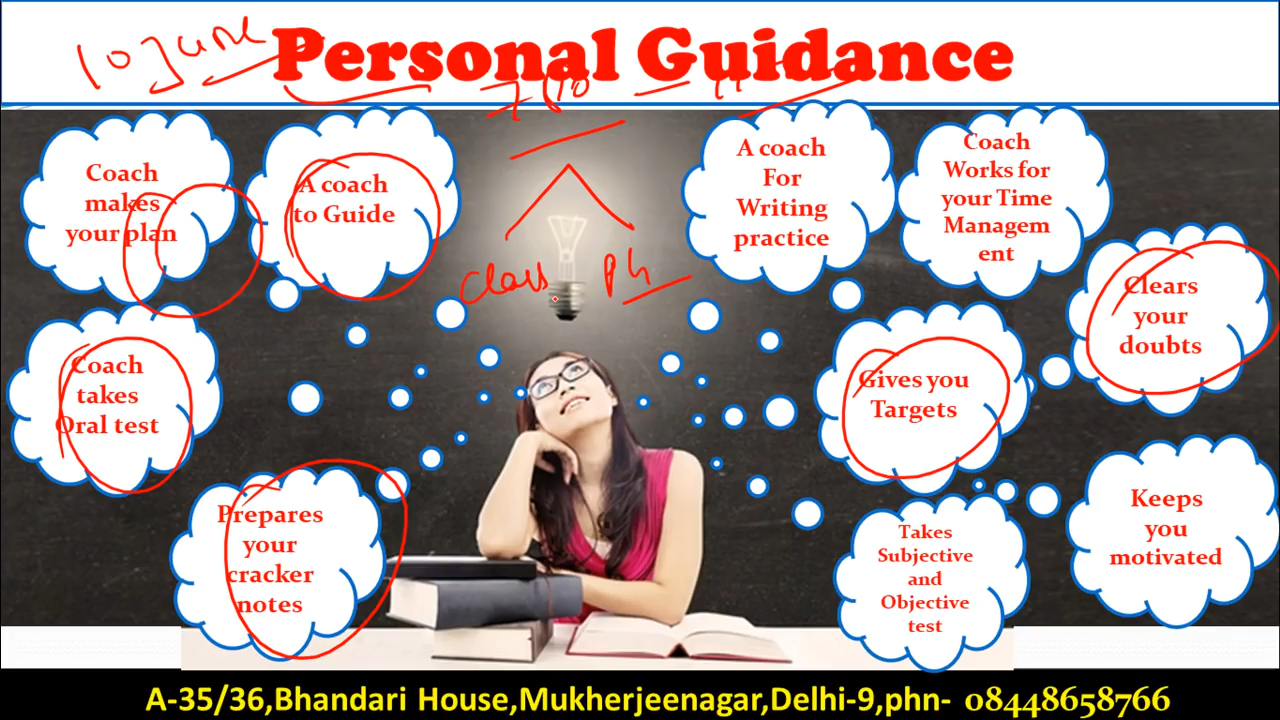 10 June
Personal Guidance
Coach
makes
your plan
A coach
to Guide
A coach
For
Writing
practice
Coach
Works for
your Time
Managem
ent
Class
Clears
your
doubts
Coach
takes
Oral test
Gives you
Targets
Prepares
your
cracker
notes
Takes
Subjective
and
Objective
test
Keeps
you
motivated
A-35/36,Bhandari House,Mukherjeenagar,Delhi-9,phn- 08448658766